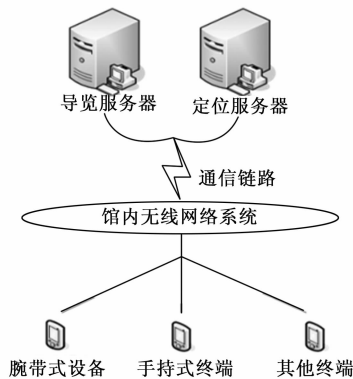 导览服务器
定位服务器
通信链路
馆内无线网络系统
腕带式设备
手持式终端
其他终端